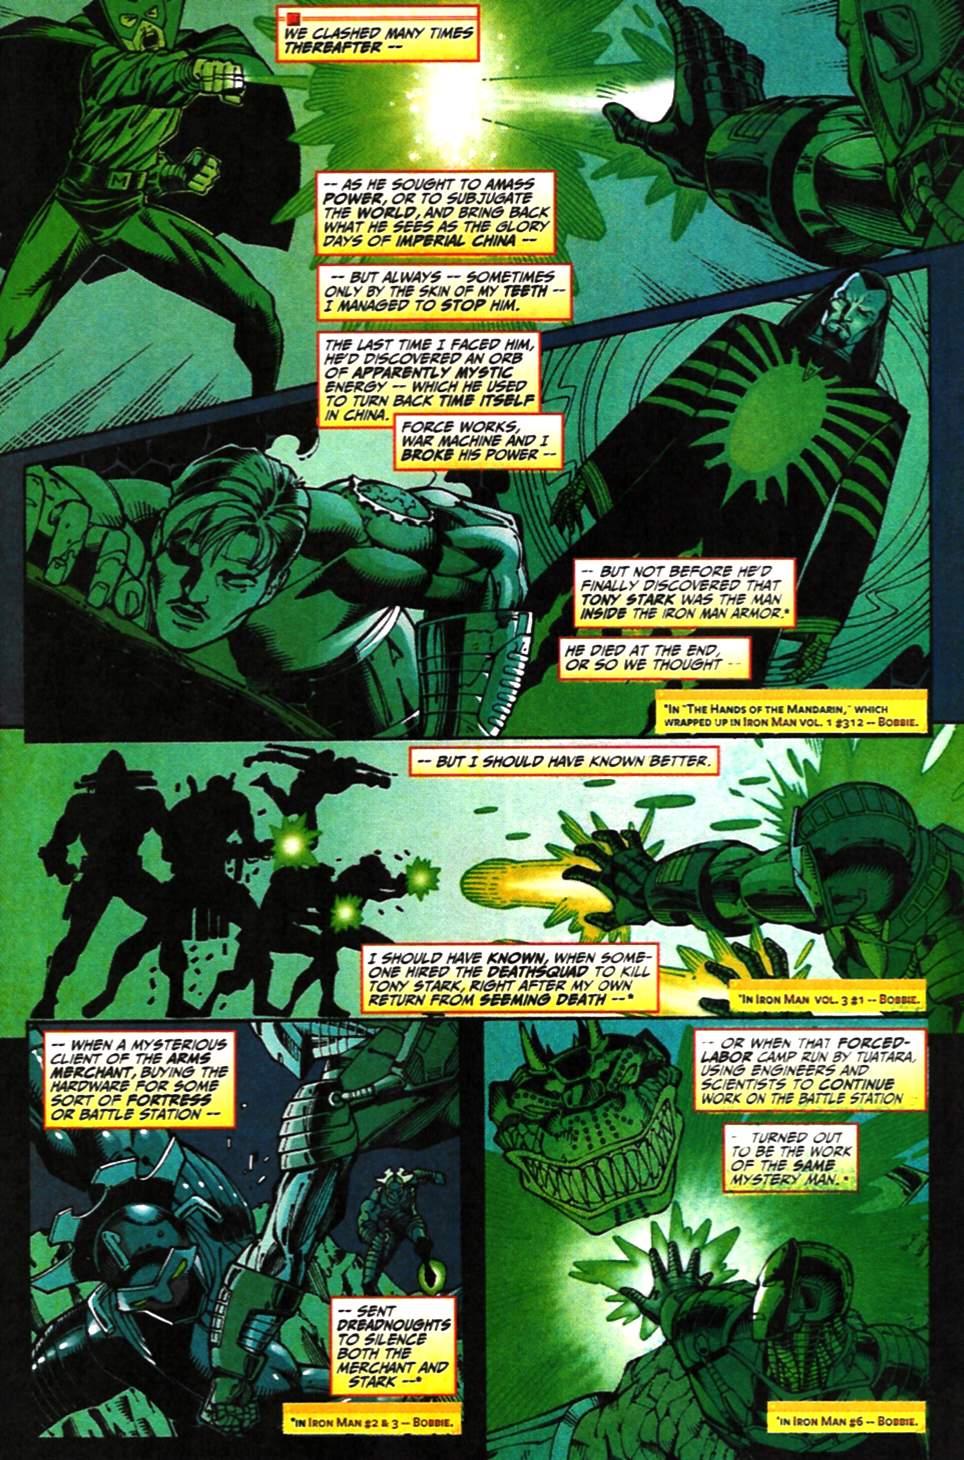 WE CLASHED MANY TIMES
THEREAFTER --
-- AS HE SOUGHT TO AMASS
POWER, OR TO SUBJUGATE
THE WORLD, AND BRING BACK
WHAT HE SEES AS THE GLORY
DAYS OF IMPERIAL CHINA --
-- BUT ALWAYS -- SOMETIMES
ONLY BY THE SKIN OF MY TEETH --
I MANAGED TO STOP HIM.
THE LAST TIME I FACED HIM,
HE'D DISCOVERED AN ORB
OF APPARENTLY MYSTIC
ENERGY -- WHICH HE USED
TO TURN BACK TIME ITSELF
IN CHINA.
FORCE WORKS,
WAR MACHINE AND I
BROKE HIS POWER --
M
-- BUT NOT BEFORE HE'D
FINALLY DISCOVERED THAT
TONY STARK WAS THE MAN
INSIDE THE IRON MAN ARMOR.*
HE DIED AT THE END,
OR SO WE THOUGHT --
*IN "THE HANDS OF THE MANDARIN," WHICH
WRAPPED UP IN IRON MAN VOL. 1 #312 -- BOBBIE.
-- BUT I SHOULD HAVE KNOWN BETTER.
I SHOULD HAVE KNOWN, WHEN SOME-
ONE HIRED THE DEATHSQUAD TO KILL
TONY STARK, RIGHT AFTER MY OWN
RETURN FROM SEEMING DEATH --*
*IN IRON MAN VOL. 3 #1 -- BOBBIE.
-- WHEN A MYSTERIOUS
CLIENT OF THE ARMS
MERCHANT, BUYING THE
HARDWARE FOR SOME
SORT OF FORTRESS
OR BATTLE STATION --
-- SENT
DREADNOUGHTS
TO SILENCE
BOTH THE
MERCHANT AND
STARK --*
*IN IRON MAN #2 & 3 -- BOBBIE.
-- OR WHEN THAT FORCED-
LABOR CAMP RUN BY TUATARA,
USING ENGINEERS AND
SCIENTISTS TO CONTINUE
WORK ON THE BATTLE STATION -
- TURNED OUT
TO BE THE WORK
OF THE SAME
MYSTERY MAN.*
*IN IRON MAN #6 -- BOBBIE.